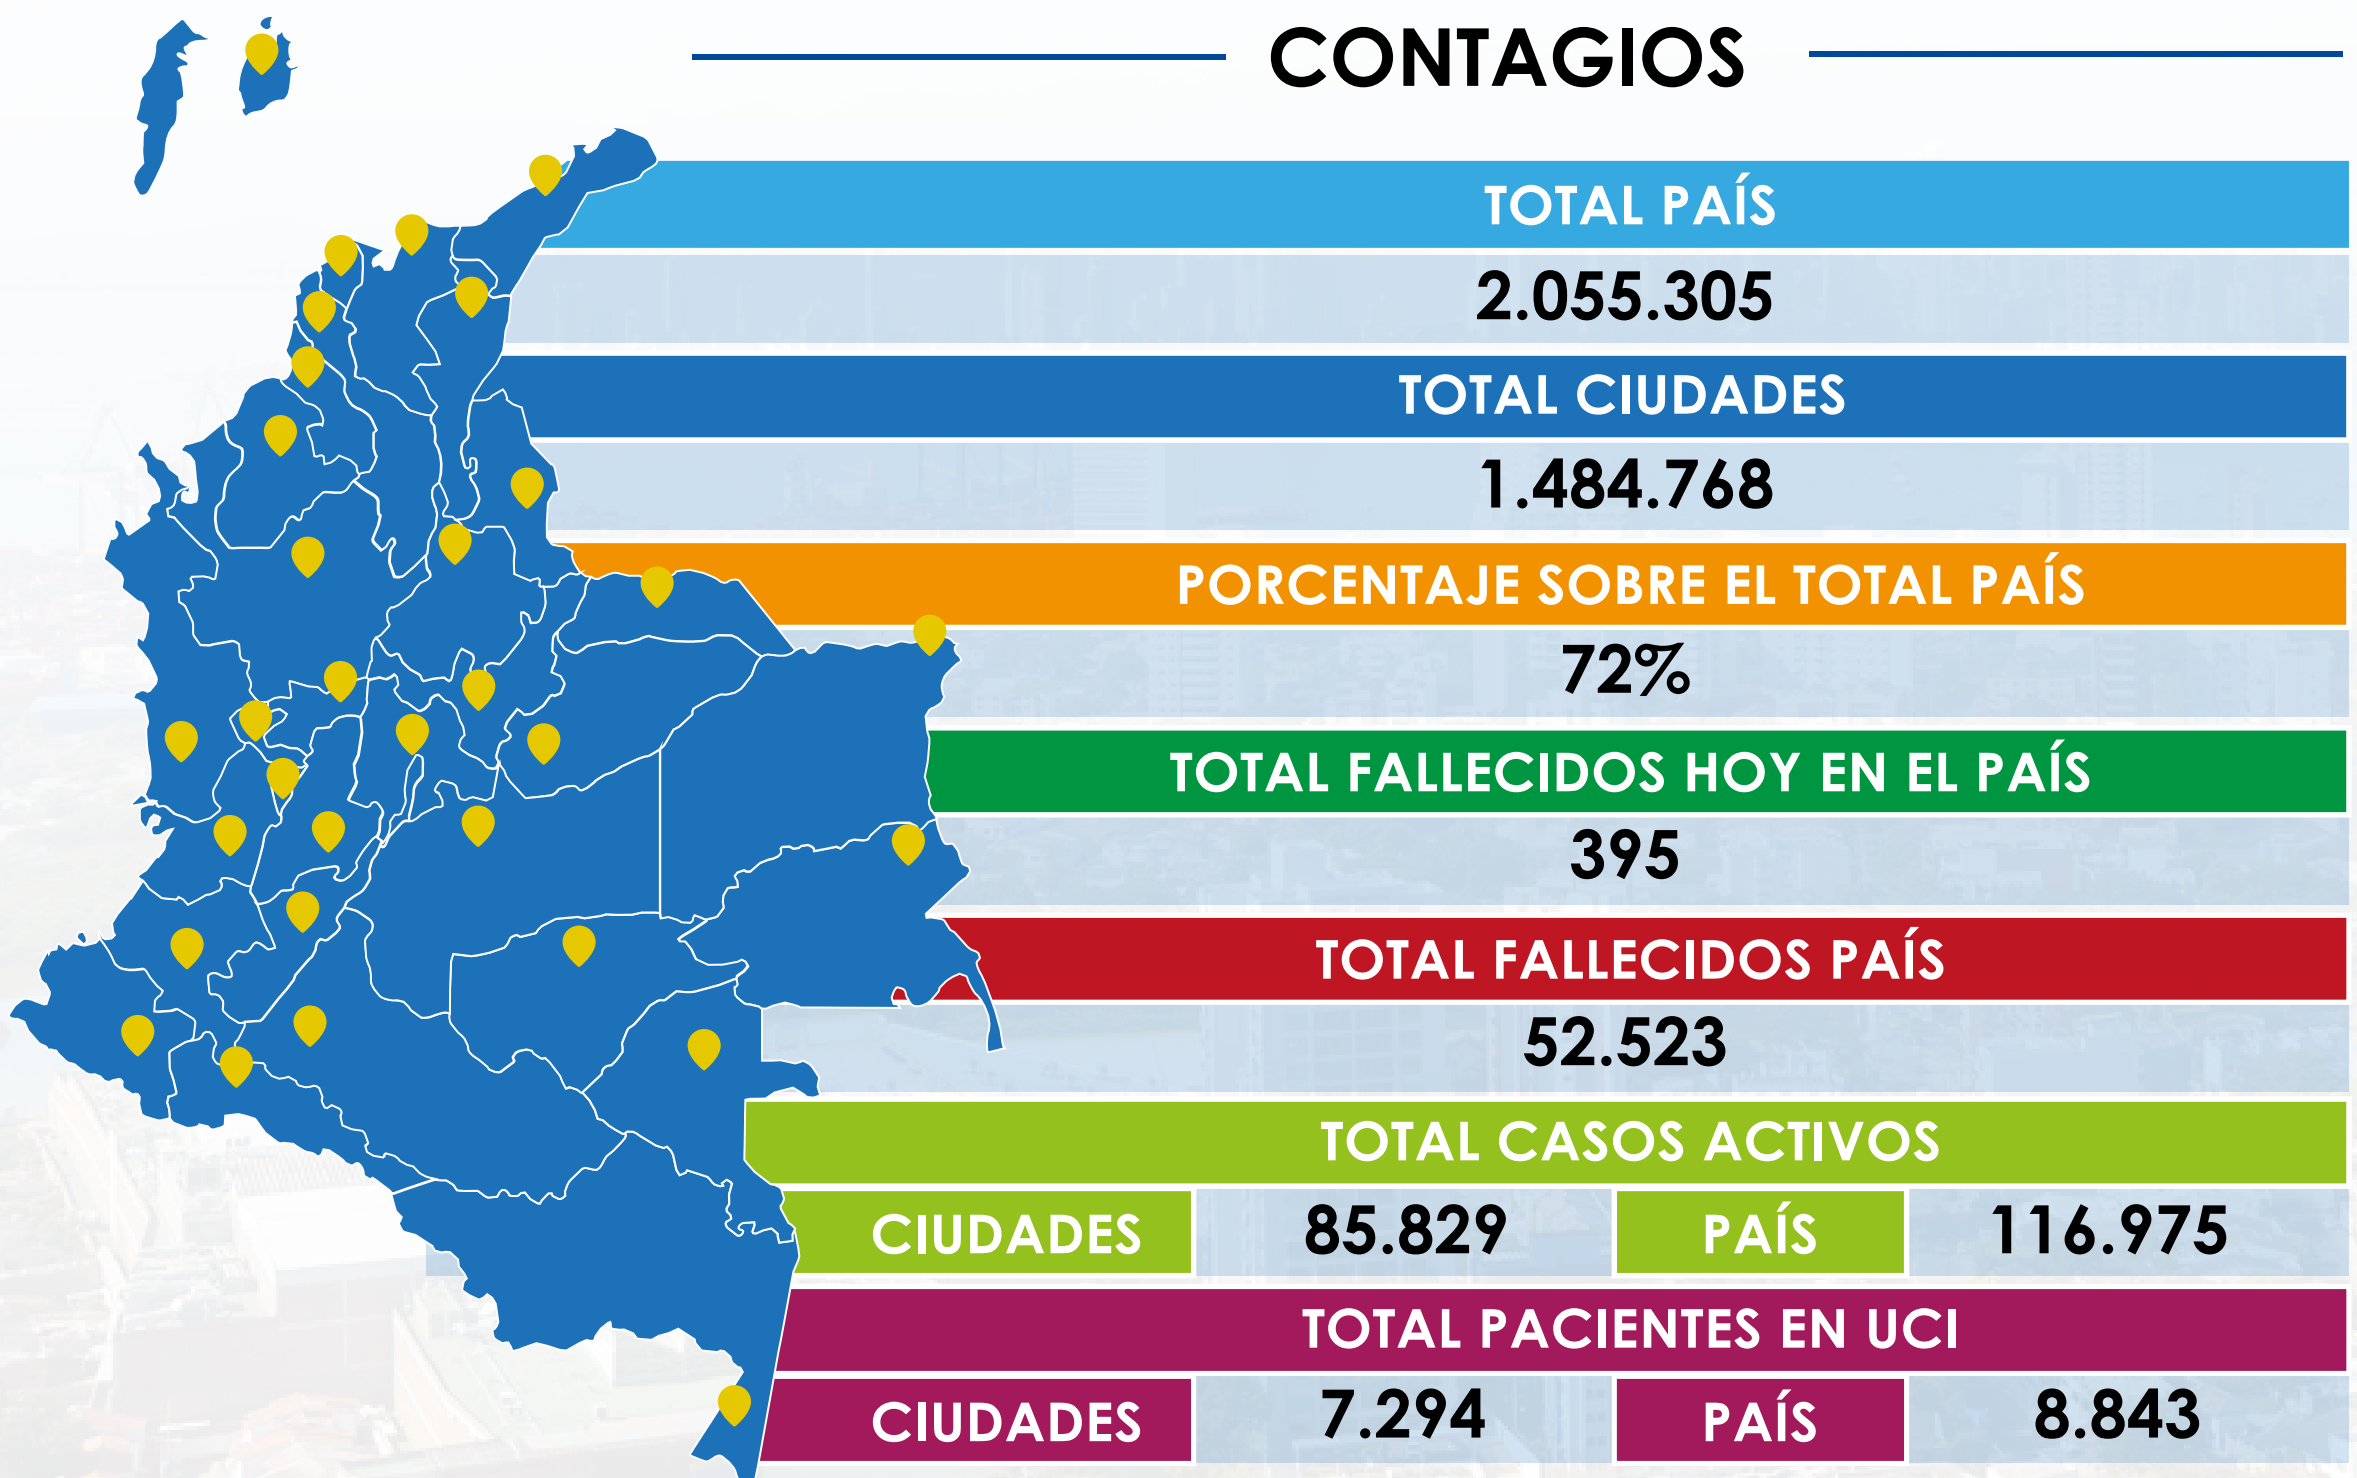 CONTAGIOS
TOTAL PAÍS
2.055.305
TOTAL CIUDADES
1.484.768
PORCENTAJE SOBRE EL TOTAL PAÍS
72%
TOTAL FALLECIDOS HOY EN EL PAÍS
395
TOTAL FALLECIDOS PAÍS
52.523
TOTAL CASOS ACTIVOS
CIUDADES 85.829 PAÍS 116.975
TOTAL PACIENTES EN UCI
CIUDADES 7.294 PAÍS 8.843